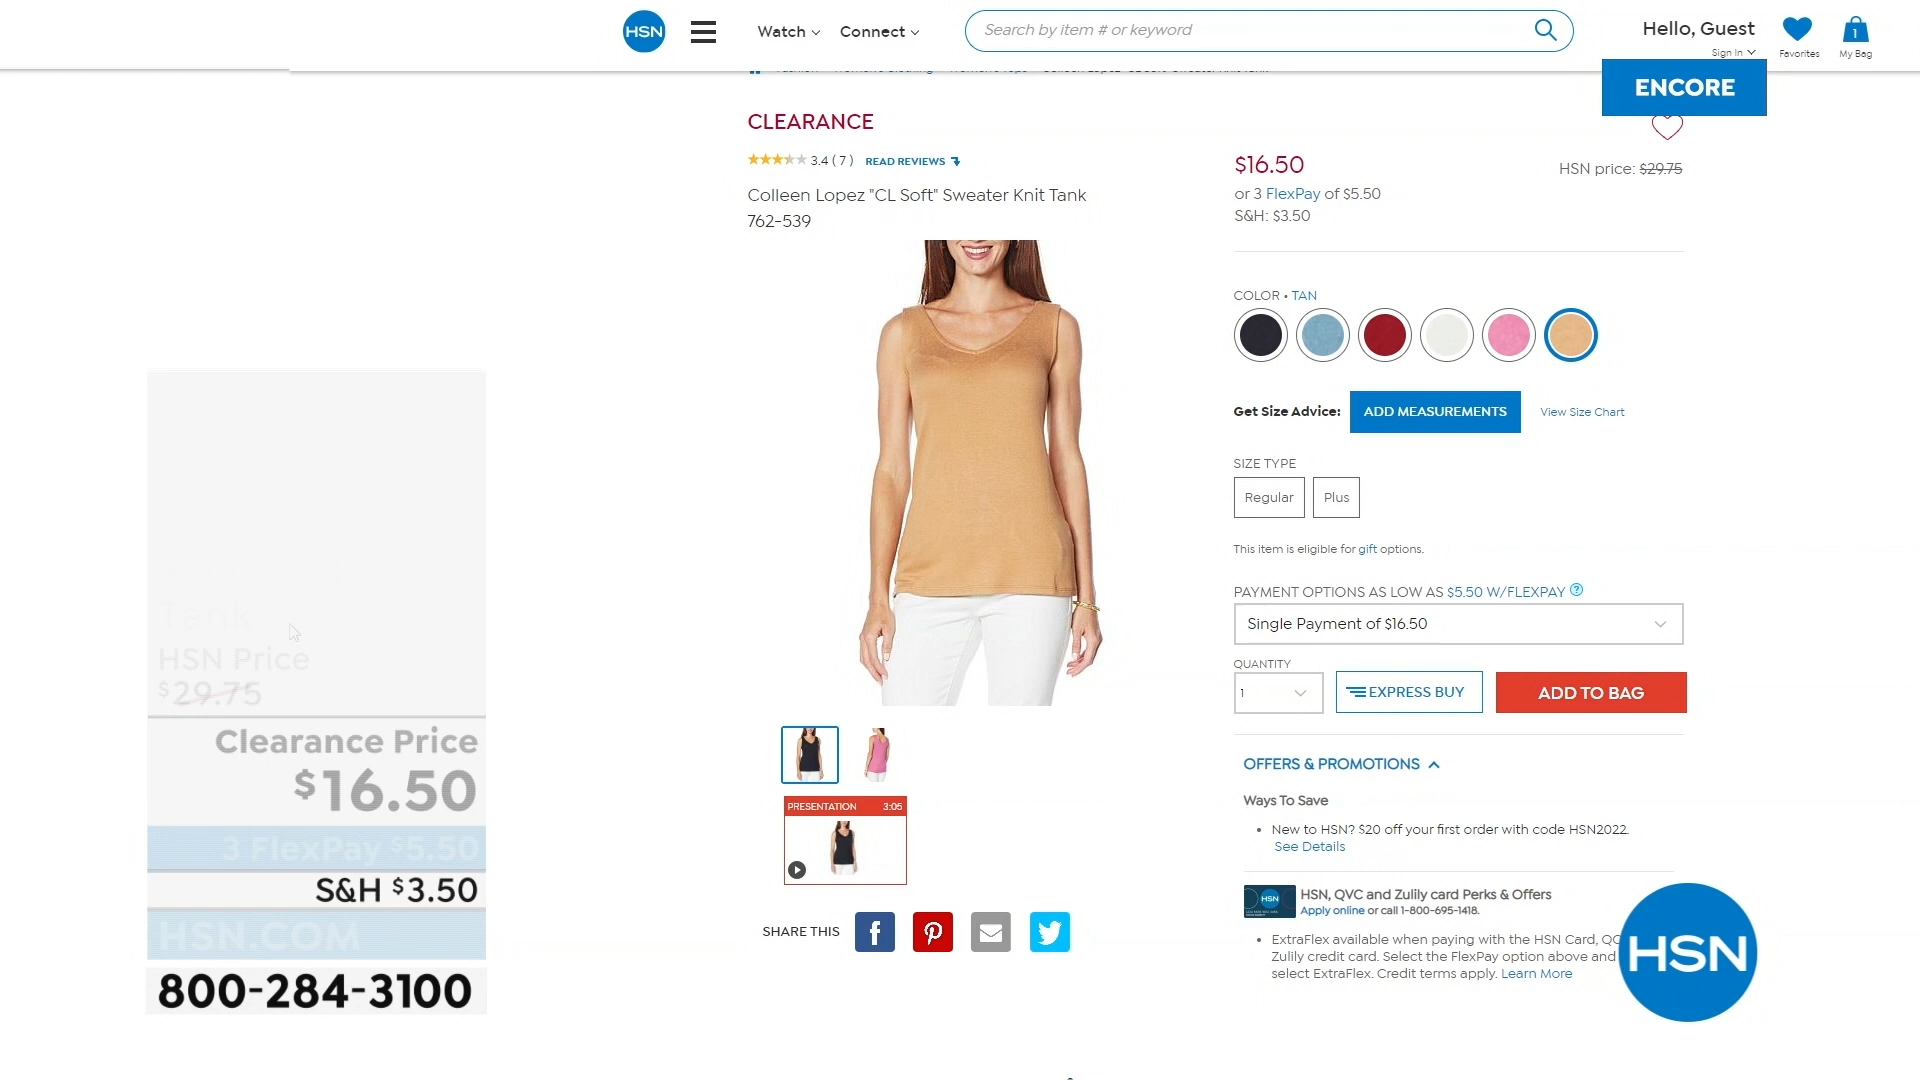 HSN
Watch
Connect
Search by item # or keyword
Hello, Guest
Sign In
Favorites
1
My Bag
ENCORE
CLEARANCE
3.4 ( 7 ) READ REVIEWS
Colleen Lopez "CL Soft" Sweater Knit Tank
762-539
$16.50
HSN price: $29.75
or 3 FlexPay of $5.50
S&H: $3.50
COLOR • TAN
Get Size Advice: ADD MEASUREMENTS View Size Chart
SIZE TYPE
Regular Plus
This item is eligible for gift options.
PAYMENT OPTIONS AS LOW AS $5.50 W/FLEXPAY ?
Single Payment of $16.50
QUANTITY
1
EXPRESS BUY
ADD TO BAG
OFFERS & PROMOTIONS
Ways To Save
• New to HSN? $20 off your first order with code HSN2022.
See Details
HSN
HSN, QVC and Zulily card Perks & Offers
Apply online or call 1-800-695-1418.
• ExtraFlex available when paying with the HSN Card, QC
Zulily credit card. Select the FlexPay option above and
select ExtraFlex. Credit terms apply. Learn More
HSN
PRESENTATION 3:05
SHARE THIS
Tank
HSN Price
$29.75
Clearance Price
$16.50
3 FlexPay $5.50
S&H $3.50
HSN.COM
800-284-3100